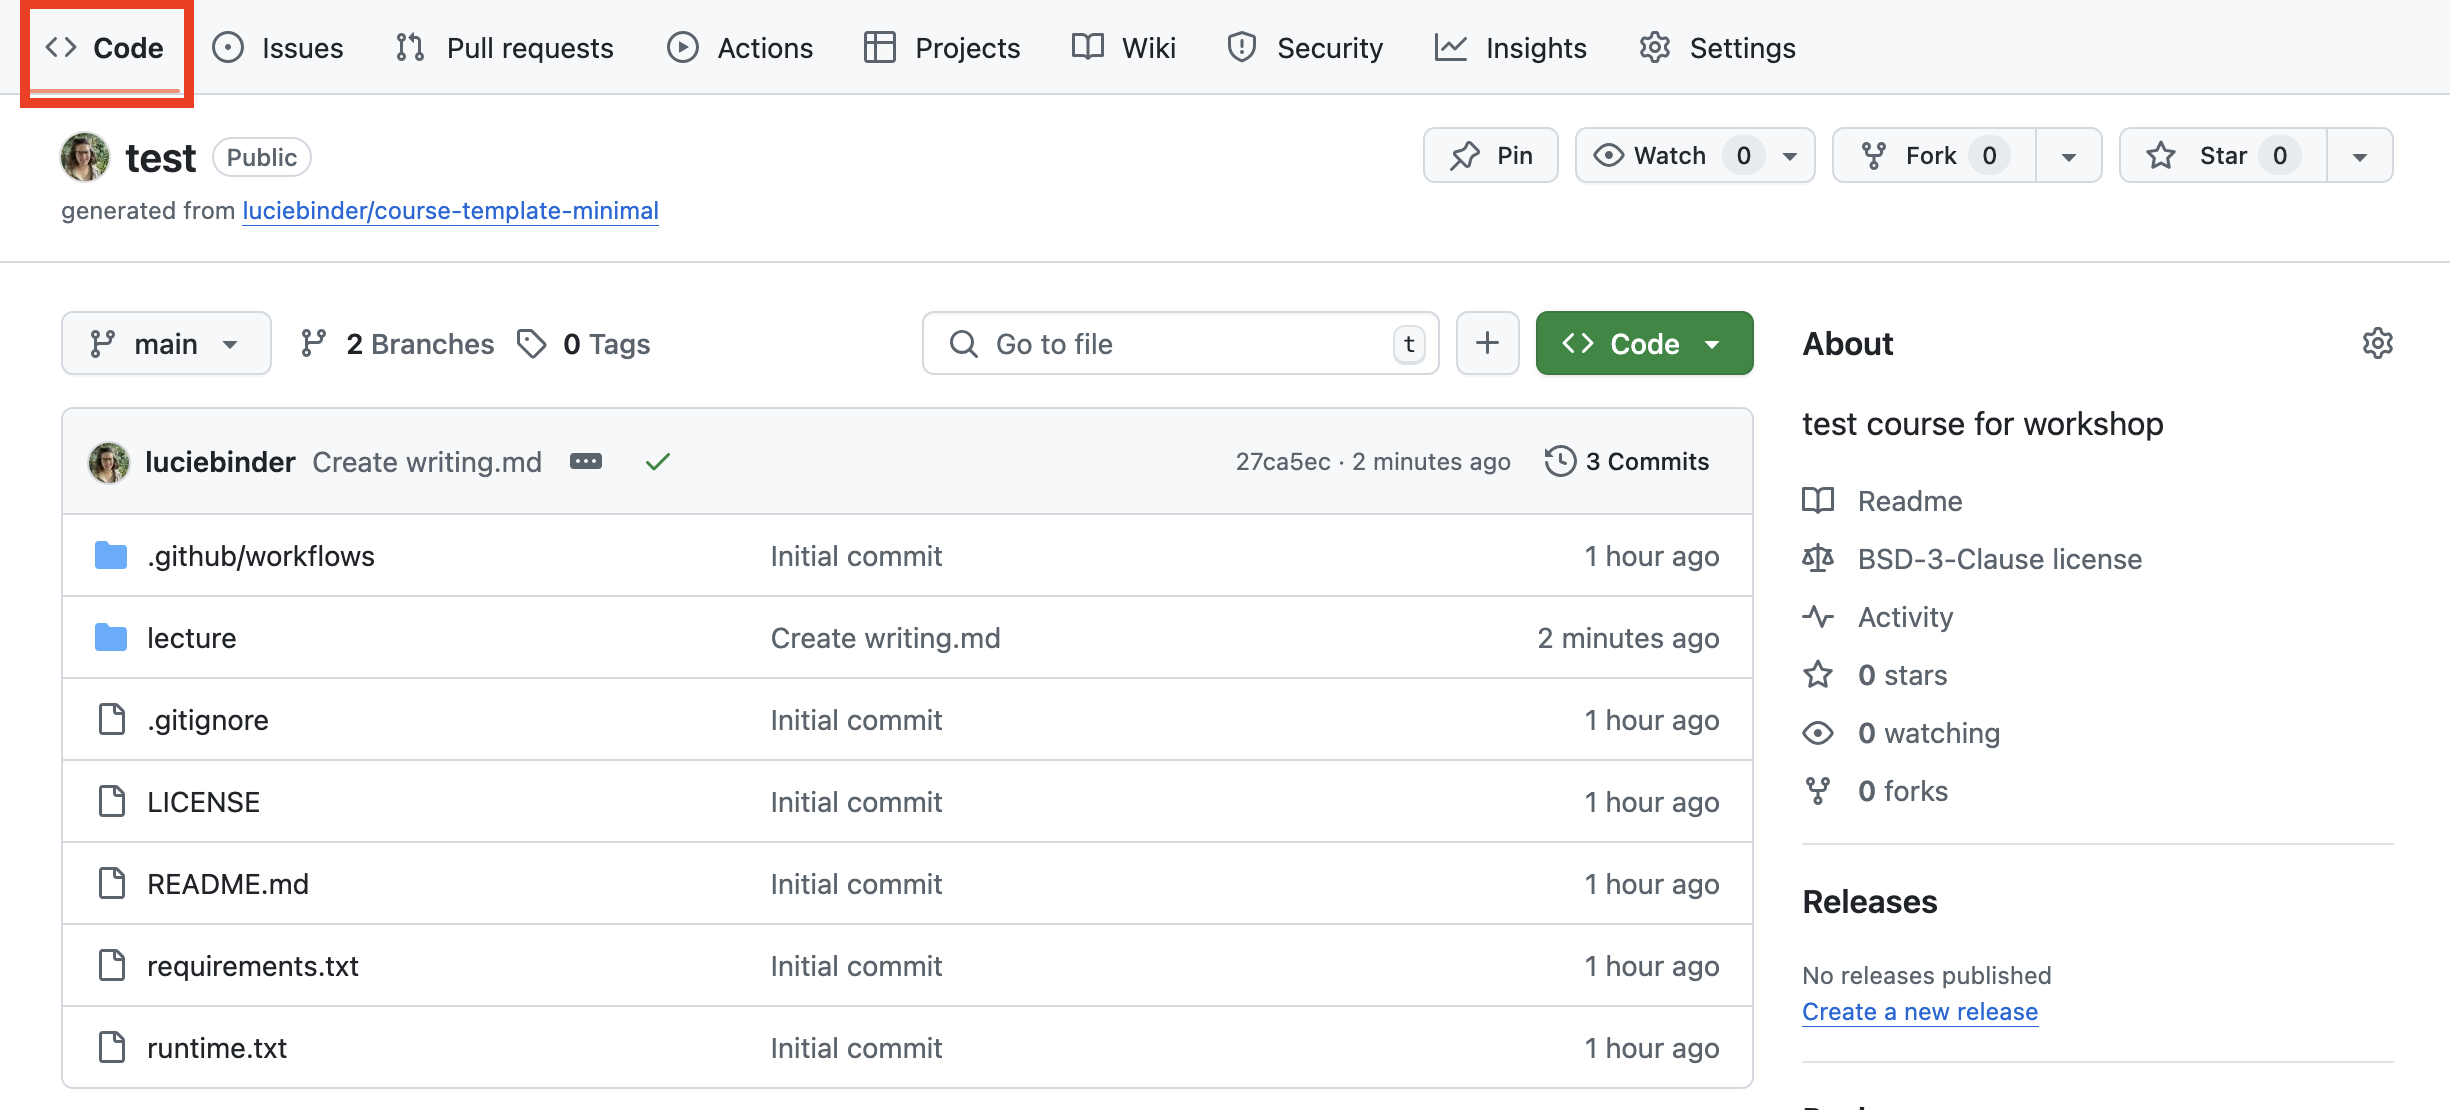 Code Issues Pull requests Actions Projects Wiki Security Insights Settings
test Public Pin Watch 0 Fork 0 Star 0
generated from luciebinder/course-template-minimal
main 2 Branches 0 Tags Go to file t + Code About
test course for workshop
luciebinder Create writing.md 27ca5ec · 2 minutes ago 3 Commits
Readme
.github/workflows Initial commit 1 hour ago
BSD-3-Clause license
Activity
lecture Create writing.md 2 minutes ago
0 stars
.gitignore Initial commit 1 hour ago
0 watching
0 forks
LICENSE Initial commit 1 hour ago
README.md Initial commit 1 hour ago
Releases
requirements.txt Initial commit 1 hour ago
No releases published
Create a new release
runtime.txt Initial commit 1 hour ago